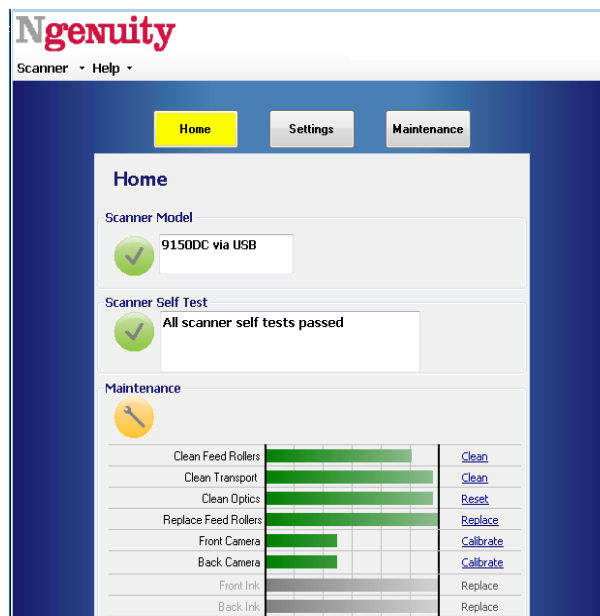 Ngenuity
Scanner Help
Home Settings Maintenance
Home
Scanner Model
9150DC via USB
Scanner Self Test
All scanner self tests passed
Maintenance
Clean Feed Rollers Clean
Clean Transport Clean
Clean Optics Reset
Replace Feed Rollers Replace
Front Camera Calibrate
Back Camera Calibrate
Front Ink Replace
Back Ink Replace